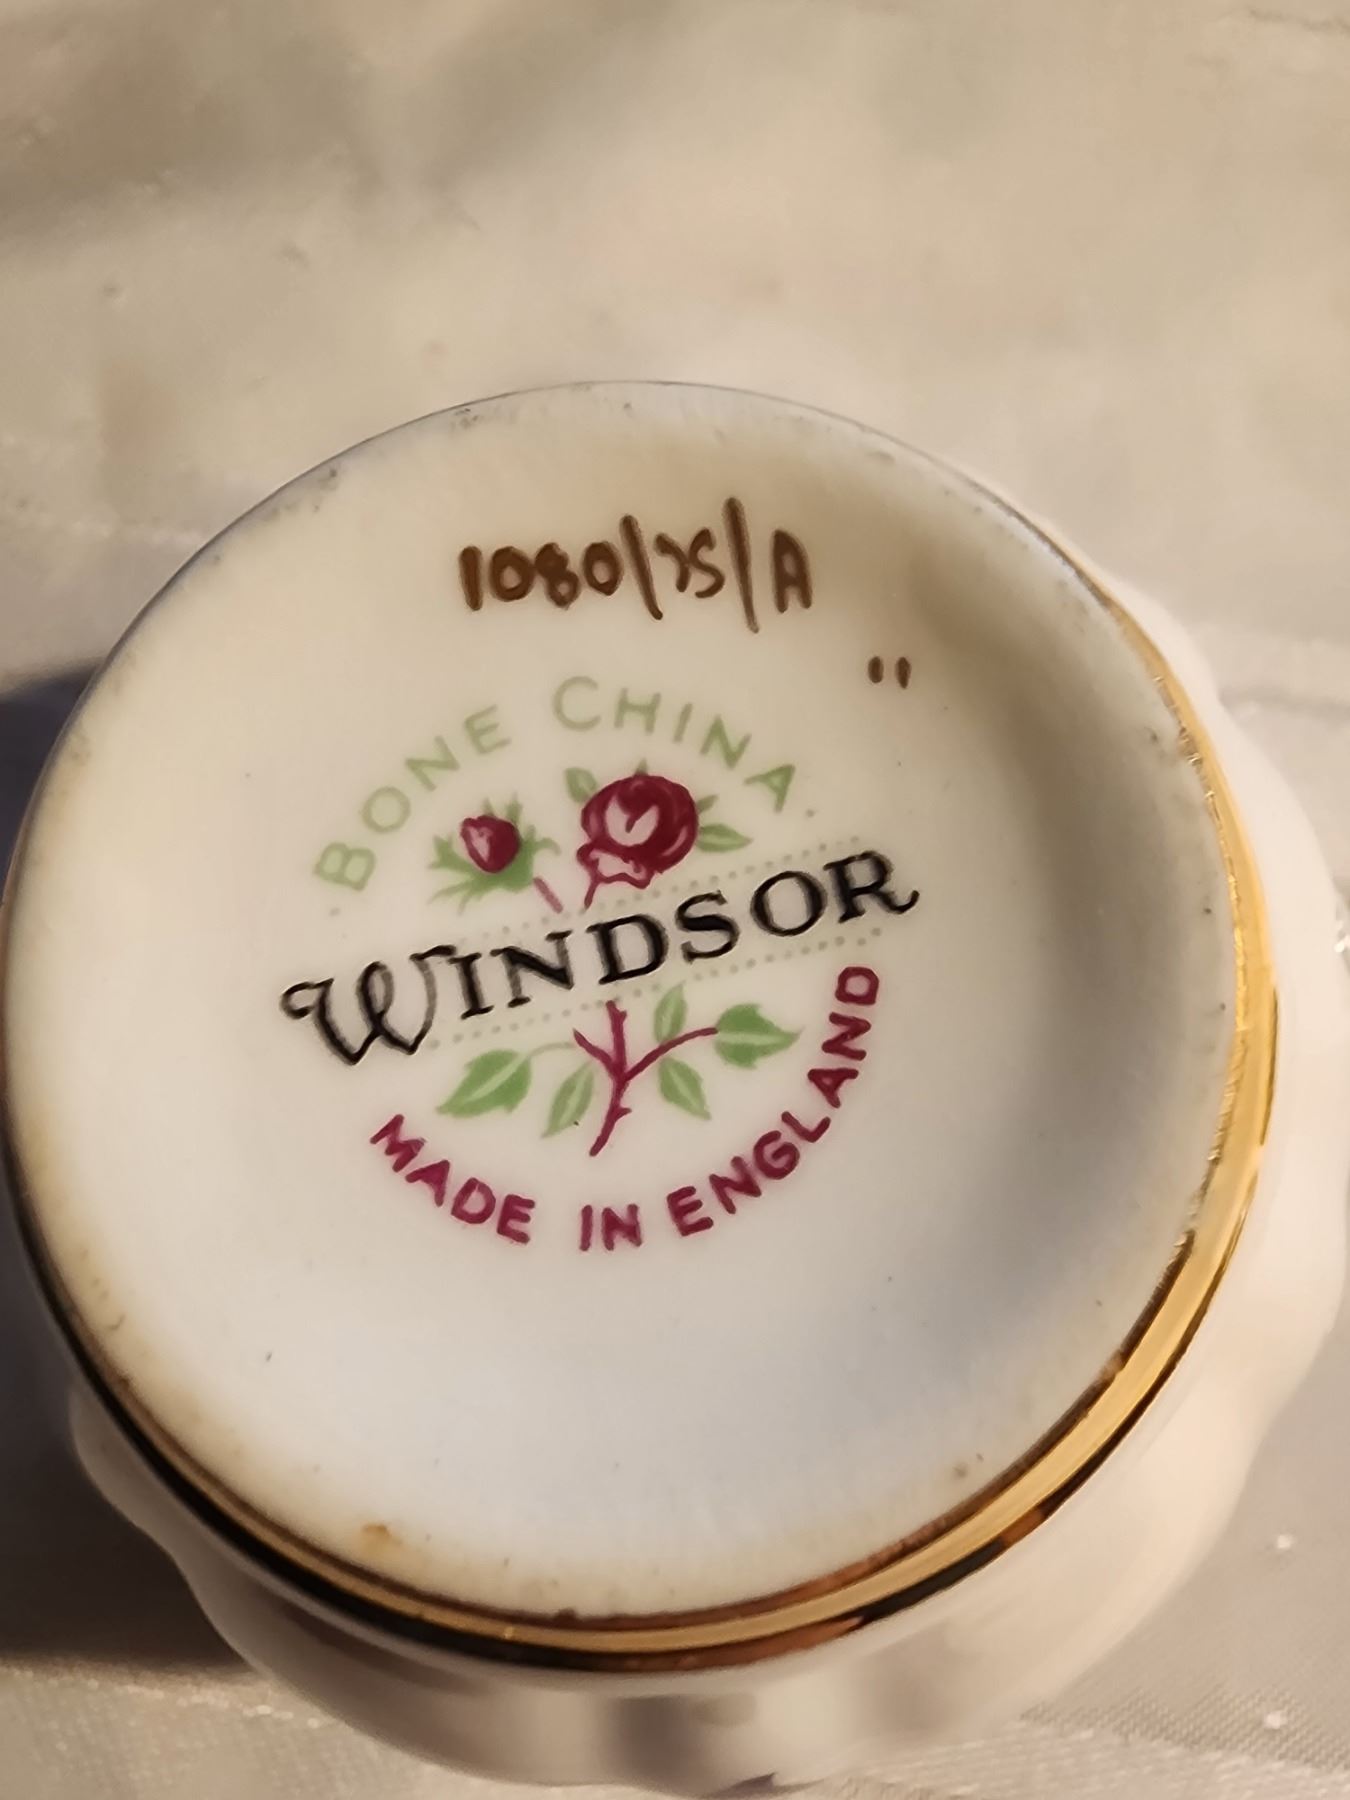 1080/75/A
"
BONE CHINA
WINDSOR
MADE IN ENGLAND